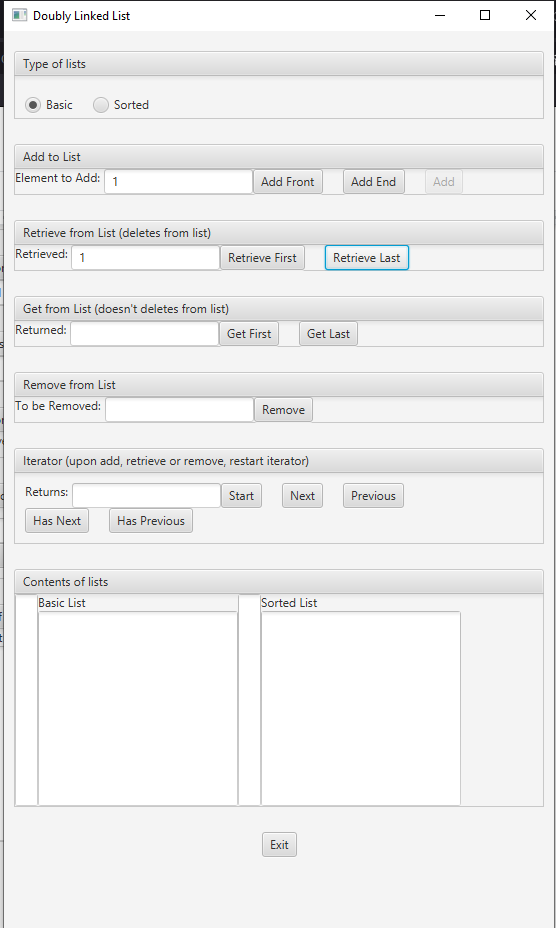 Doubly Linked List
Type of lists
Basic Sorted
Add to List
Element to Add: 1 Add Front Add End Add
Retrieve from List (deletes from list)
Retrieved: 1 Retrieve First Retrieve Last
Get from List (doesn't deletes from list)
Returned: Get First Get Last
Remove from List
To be Removed: Remove
Iterator (upon add, retrieve or remove, restart iterator)
Returns: Start Next Previous
Has Next Has Previous
Contents of lists
Basic List Sorted List
Exit